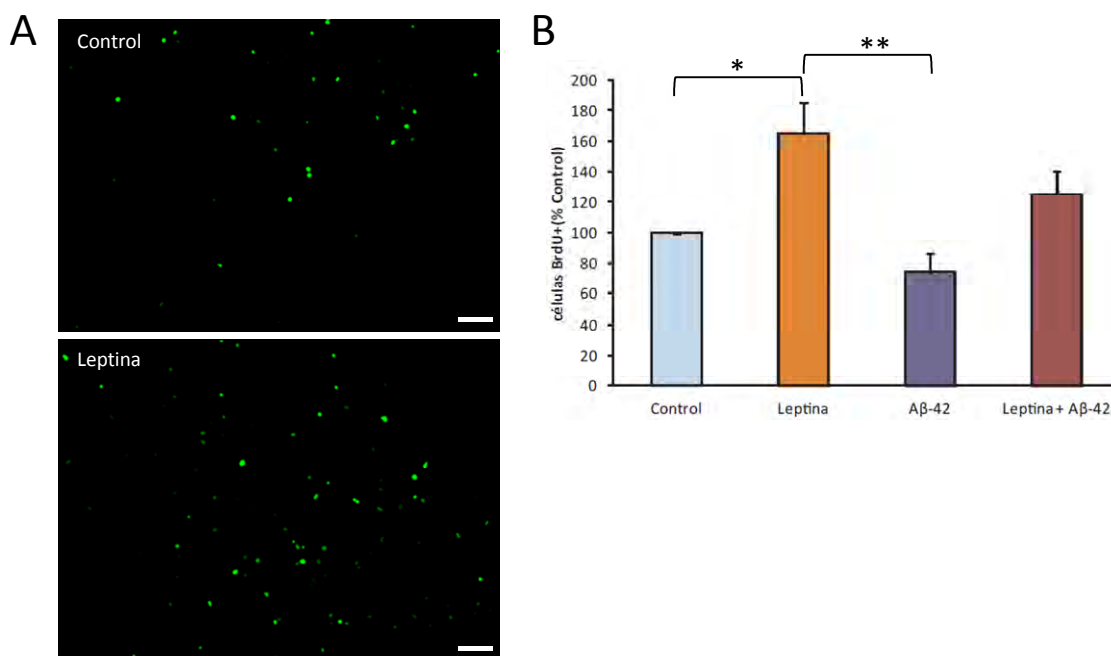 A
Control
Leptina
B
* **
células BrdU+(% Control)
200
180
160
140
120
100
80
60
40
20
0
Control Leptina Aβ-42 Leptina+ Aβ-42